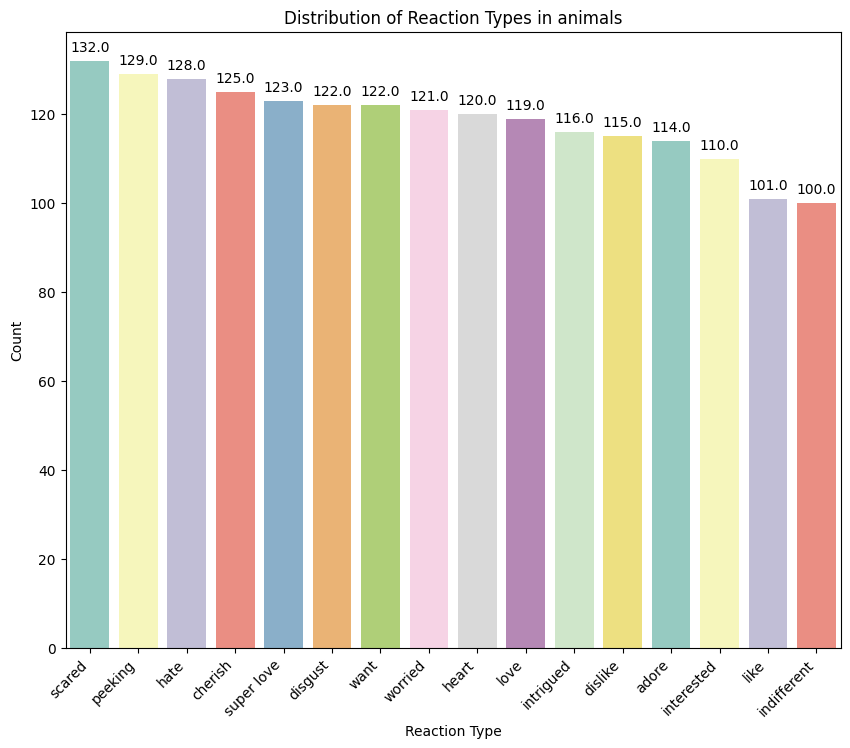 Distribution of Reaction Types in animals
132.0
129.0
128.0
125.0
123.0
122.0
122.0
121.0
120.0
119.0
116.0
115.0
114.0
110.0
101.0
100.0
Count
120
100
80
60
40
20
0
scared
peeking
hate
cherish
super love
disgust
want
worried
heart
love
intrigued
dislike
adore
interested
like
indifferent
Reaction Type